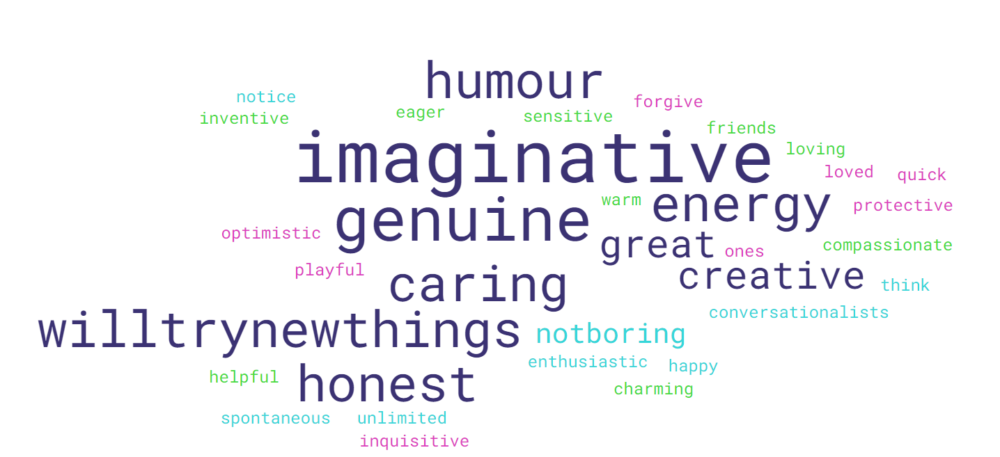 humour
notice
forgive
eager
sensitive
inventive
friends
imaginative
loving
loved
quick
warm
energy
protective
genuine
optimistic
great
ones
compassionate
playful
caring
creative
think
conversationalists
willtrynewthings
notboring
enthusiastic
happy
helpful
honest
charming
spontaneous
unlimited
inquisitive